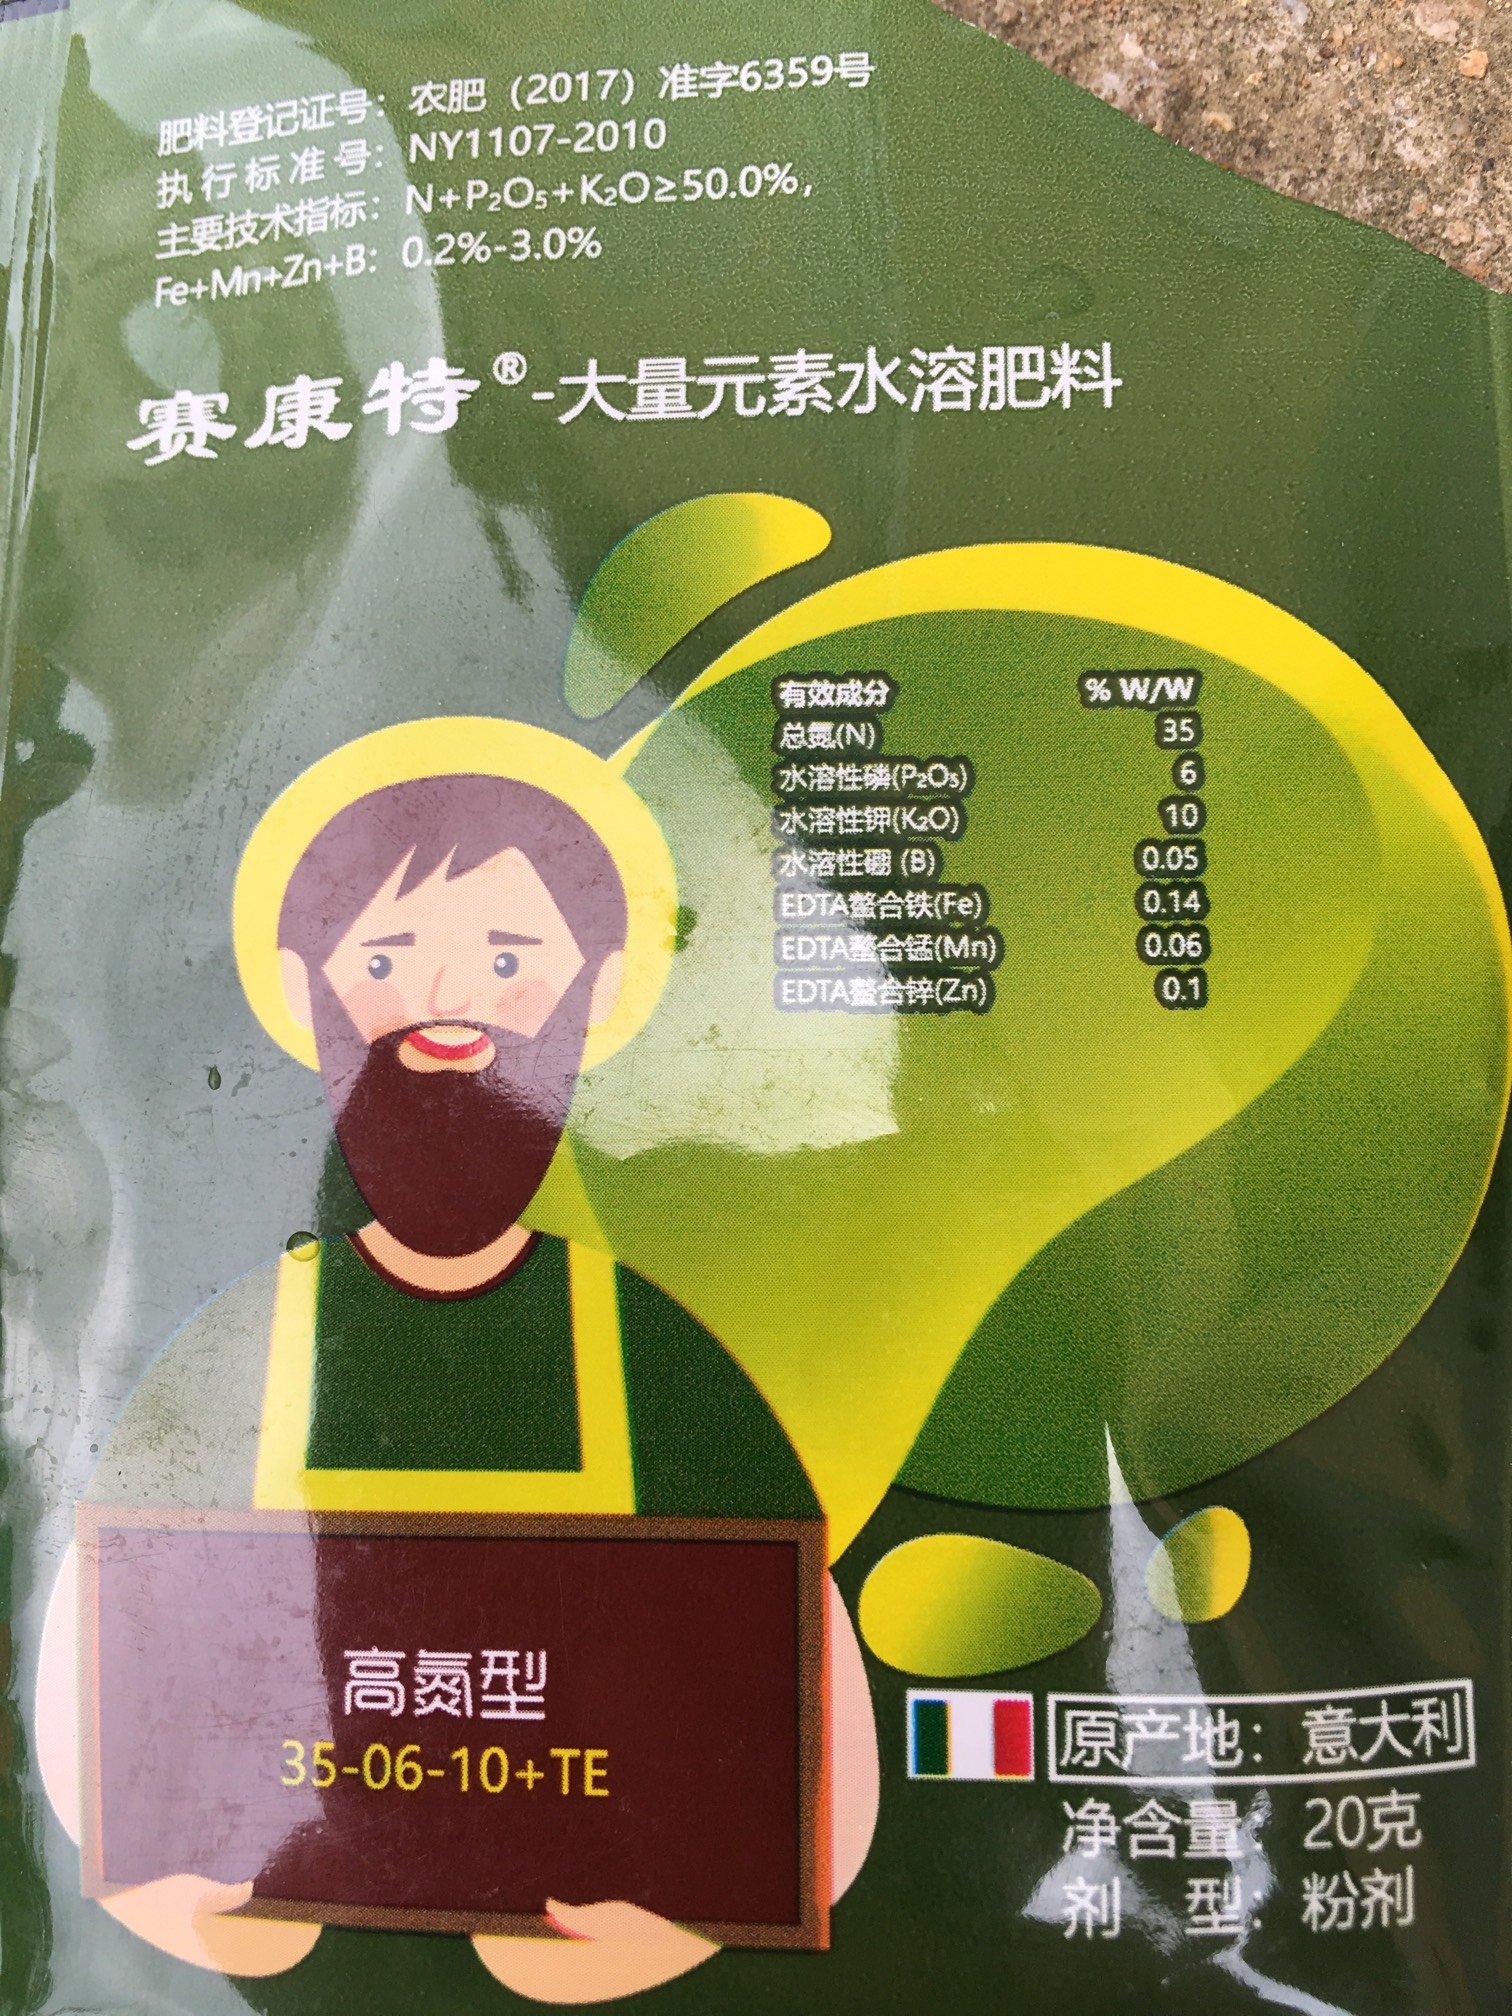 肥料登记证号：农肥（2017）准字6359号
执行标准号：NY1107-2010
主要技术指标：N+P₂O₅+K₂O≥50.0%，
Fe+Mn+Zn+B：0.2%-3.0%
赛康特®-大量元素水溶肥料
有效成分 % W/W
总氮(N) 35
水溶性磷(P₂O₅) 6
水溶性钾(K₂O) 10
水溶性硼 (B) 0.05
EDTA螯合铁(Fe) 0.14
EDTA螯合锰(Mn) 0.06
EDTA螯合锌(Zn) 0.1
高氮型
35-06-10+TE
原产地：意大利
净含量：20克
剂型：粉剂